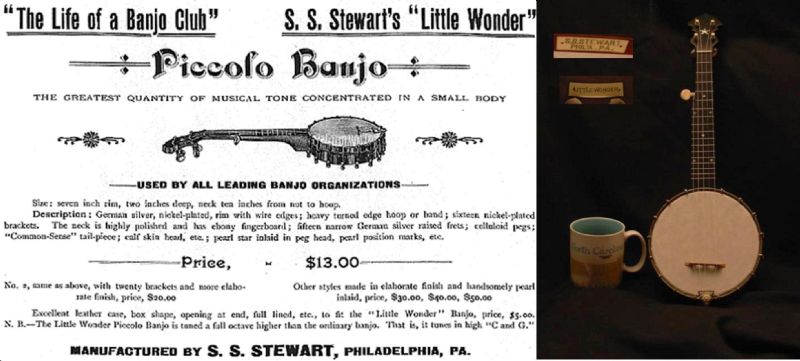 "The Life of a Banjo Club" S. S. Stewart's "Little Wonder"
Piccolo Banjo
THE GREATEST QUANTITY OF MUSICAL TONE CONCENTRATED IN A SMALL BODY
USED BY ALL LEADING BANJO ORGANIZATIONS
Size: seven inch rim, two inches deep, neck ten inches from nut to hoop.
Description: German silver, nickel-plated, rim with wire edges; heavy turned edge hoop or band; sixteen nickel-plated
brackets. The neck is highly polished and has ebony fingerboard; fifteen narrow German silver raised frets; celluloid pegs;
"Common-Sense" tail-piece; calf skin head, etc.; pearl star inlaid in peg head, pearl position marks, etc.
Price, - $13.00
No. 2, same as above, with twenty brackets and more elabo-
rate finish, price, $20.00
Other styles made in elaborate finish and handsomely pearl
inlaid, price, $30.00, $40.00, $50.00
Excellent leather case, box shape, opening at end, full lined, etc., to fit the "Little Wonder" Banjo, price, $5.00.
N. B.—The Little Wonder Piccolo Banjo is tuned a full octave higher than the ordinary banjo. That is, it tunes in high "C and G."
MANUFACTURED BY S. S. STEWART, PHILADELPHIA, PA.
S.S. STEWART.
PHIL'A. PA.
LITTLE WONDER
North Carolina